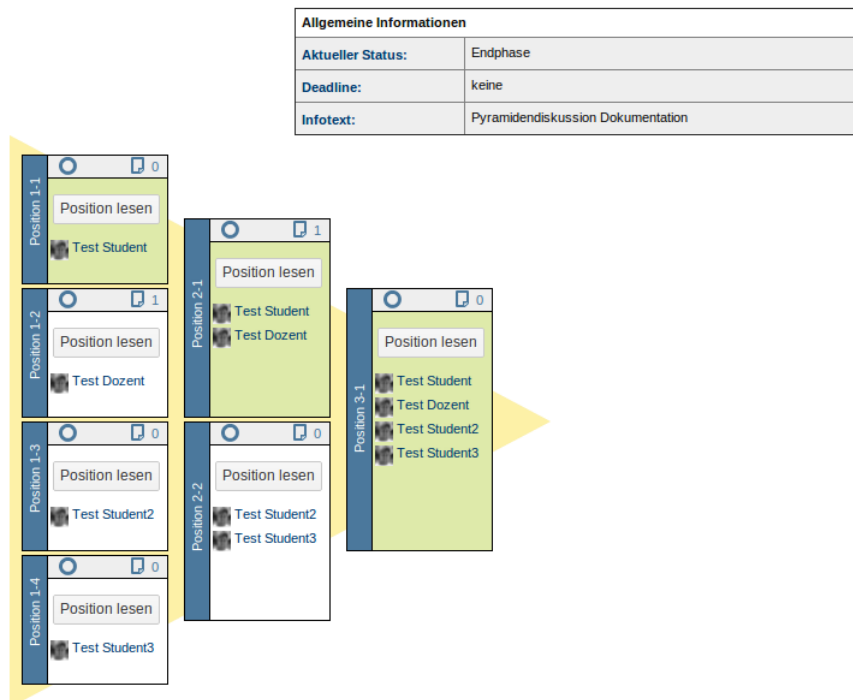 Allgemeine Informationen
Aktueller Status: Endphase
Deadline: keine
Infotext: Pyramidendiskussion Dokumentation
Position 1-1
0
Position lesen
Test Student
Position 1-2
1
Position lesen
Test Dozent
Position 1-3
0
Position lesen
Test Student2
Position 1-4
0
Position lesen
Test Student3
Position 2-1
1
Position lesen
Test Student
Test Dozent
Position 2-2
0
Position lesen
Test Student2
Test Student3
Position 3-1
0
Position lesen
Test Student
Test Dozent
Test Student2
Test Student3